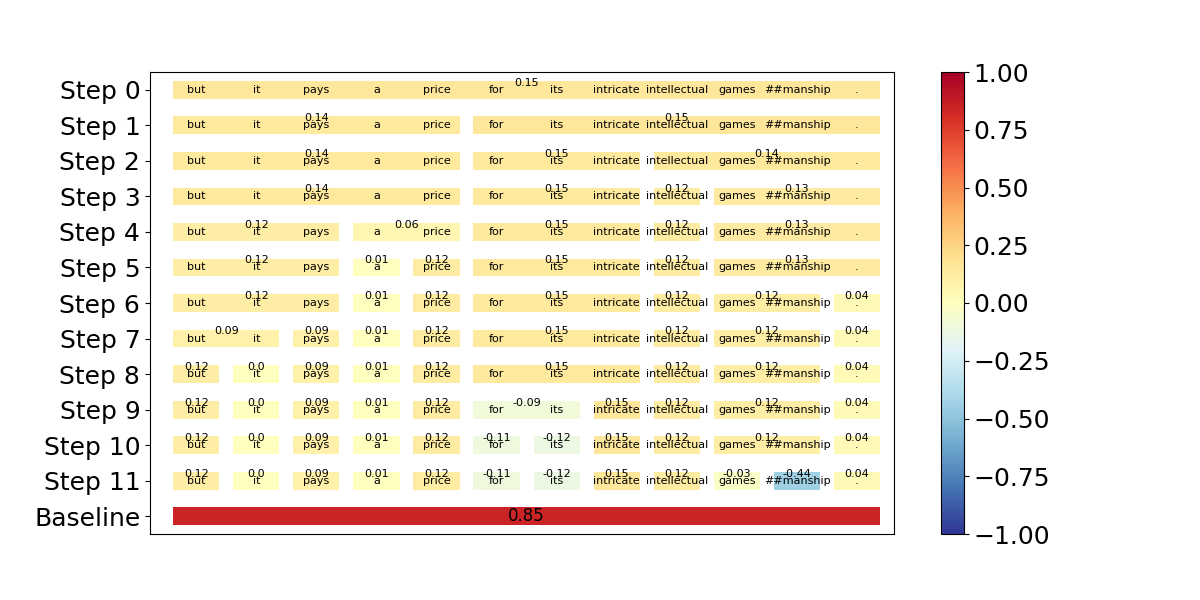 0.15
Step 0 but it pays a price for its intricate intellectual games ##manship .
0.14 0.15
Step 1 but it pays a price for its intricate intellectual games ##manship .
0.14 0.15 0.14
Step 2 but it pays a price for its intricate intellectual games ##manship .
0.14 0.15 0.12 0.13
Step 3 but it pays a price for its intricate intellectual games ##manship .
0.12 0.06 0.15 0.12 0.13
Step 4 but it pays a price for its intricate intellectual games ##manship .
0.12 0.01 0.12 0.15 0.12 0.13
Step 5 but it pays a price for its intricate intellectual games ##manship .
0.12 0.01 0.12 0.15 0.12 0.12 0.04
Step 6 but it pays a price for its intricate intellectual games ##manship .
0.09 0.09 0.01 0.12 0.15 0.12 0.12 0.04
Step 7 but it pays a price for its intricate intellectual games ##manship .
0.12 0.0 0.09 0.01 0.12 0.15 0.12 0.12 0.04
Step 8 but it pays a price for its intricate intellectual games ##manship .
0.12 0.0 0.09 0.01 0.12 -0.09 0.15 0.12 0.12 0.04
Step 9 but it pays a price for its intricate intellectual games ##manship .
0.12 0.0 0.09 0.01 0.12 -0.11 -0.12 0.15 0.12 0.12 0.04
Step 10 but it pays a price for its intricate intellectual games ##manship .
0.12 0.0 0.09 0.01 0.12 -0.11 -0.12 0.15 0.12 -0.03 -0.44 0.04
Step 11 but it pays a price for its intricate intellectual games ##manship .
Baseline 0.85
1.00
0.75
0.50
0.25
0.00
−0.25
−0.50
−0.75
−1.00